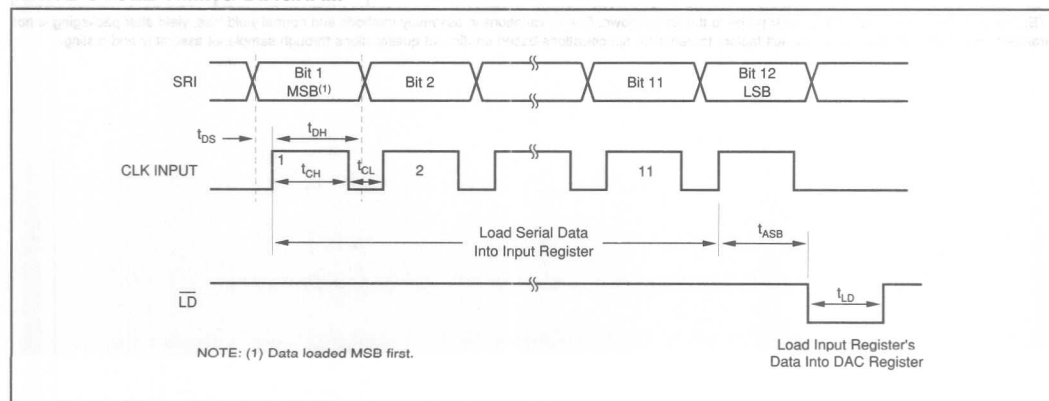 SRI
Bit 1
MSB(1)
Bit 2
Bit 11
Bit 12
LSB
tDS
tDH
CLK INPUT
1
tCH
tCL
2
11
Load Serial Data
Into Input Register
tASB
LD
tLD
NOTE: (1) Data loaded MSB first.
Load Input Register's
Data Into DAC Register